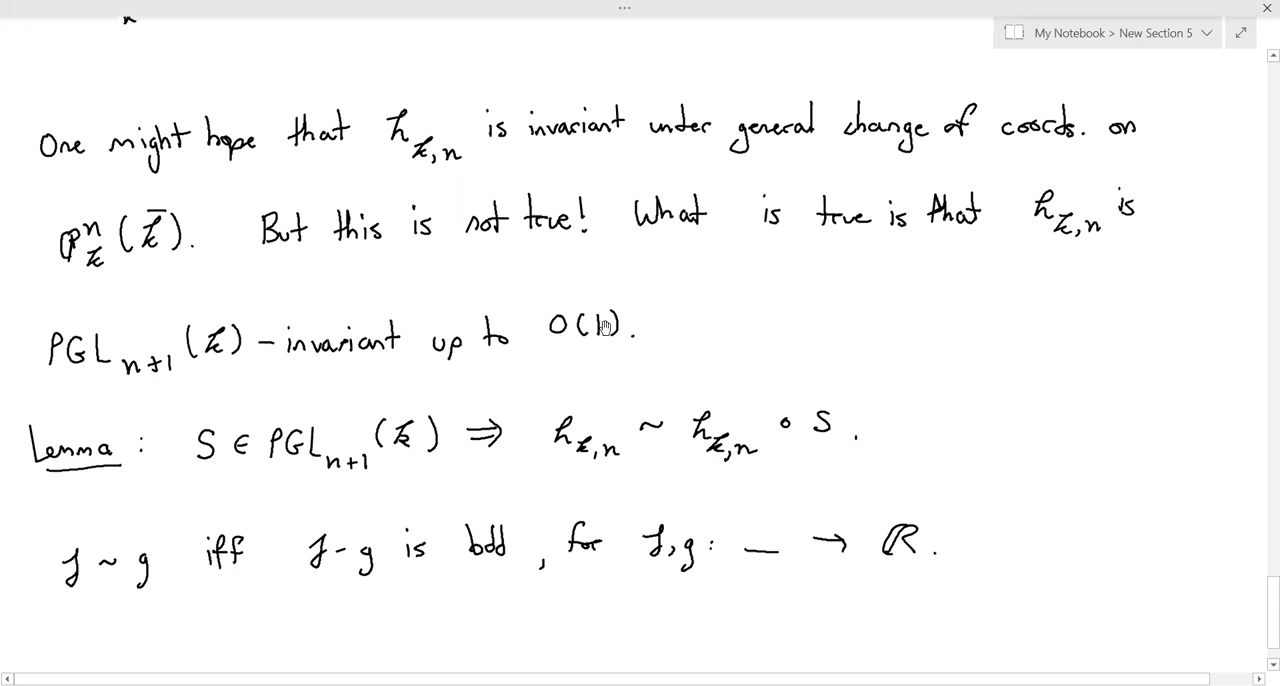 My Notebook > New Section 5
One might hope that h_{k,n} is invariant under general change of coords. on
ℙⁿ_k(k̄). But this is not true! What is true is that h_{k,n} is
PGL_{n+1}(k) – invariant up to O(1).
Lemma : S ∈ PGL_{n+1}(k) ⇒ h_{k,n} ~ h_{k,n} ∘ S .
f ~ g iff f - g is bdd , for f, g : __ → ℝ.